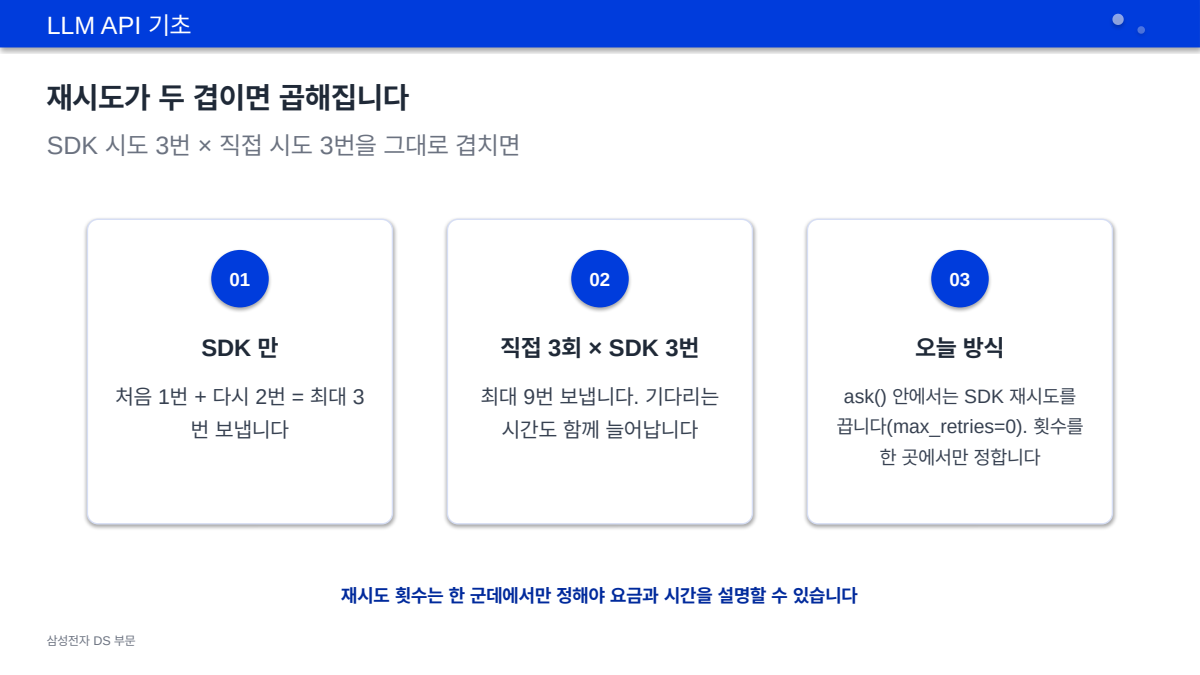 LLM API 기초
재시도가 두 겹이면 곱해집니다
SDK 시도 3번 × 직접 시도 3번을 그대로 겹치면
01
SDK 만
처음 1번 + 다시 2번 = 최대 3
번 보냅니다
02
직접 3회 × SDK 3번
최대 9번 보냅니다. 기다리는
시간도 함께 늘어납니다
03
오늘 방식
ask() 안에서는 SDK 재시도를
끕니다(max_retries=0). 횟수를
한 곳에서만 정합니다
재시도 횟수는 한 군데에서만 정해야 요금과 시간을 설명할 수 있습니다
삼성전자 DS 부문